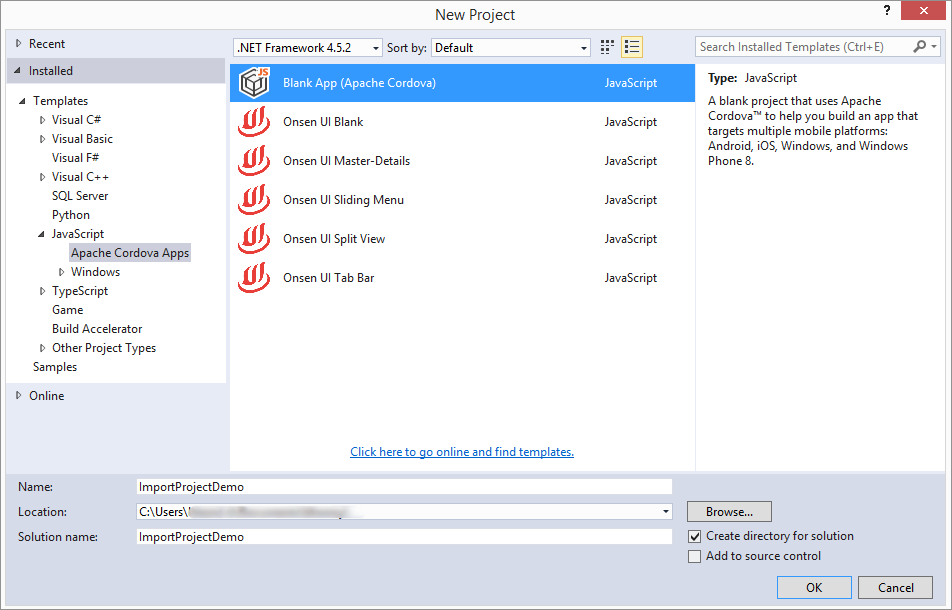 New Project
?
Recent
Installed
Templates
Visual C#
Visual Basic
Visual F#
Visual C++
SQL Server
Python
JavaScript
Apache Cordova Apps
Windows
TypeScript
Game
Build Accelerator
Other Project Types
Samples
Online
.NET Framework 4.5.2 Sort by: Default
Search Installed Templates (Ctrl+E)
JS
Blank App (Apache Cordova) JavaScript
Onsen UI Blank JavaScript
Onsen UI Master-Details JavaScript
Onsen UI Sliding Menu JavaScript
Onsen UI Split View JavaScript
Onsen UI Tab Bar JavaScript
Click here to go online and find templates.
Type: JavaScript
A blank project that uses Apache
Cordova™ to help you build an app that
targets multiple mobile platforms:
Android, iOS, Windows, and Windows
Phone 8.
Name: ImportProjectDemo
Location: C:\Users\
Browse...
Solution name: ImportProjectDemo
Create directory for solution
Add to source control
OK Cancel